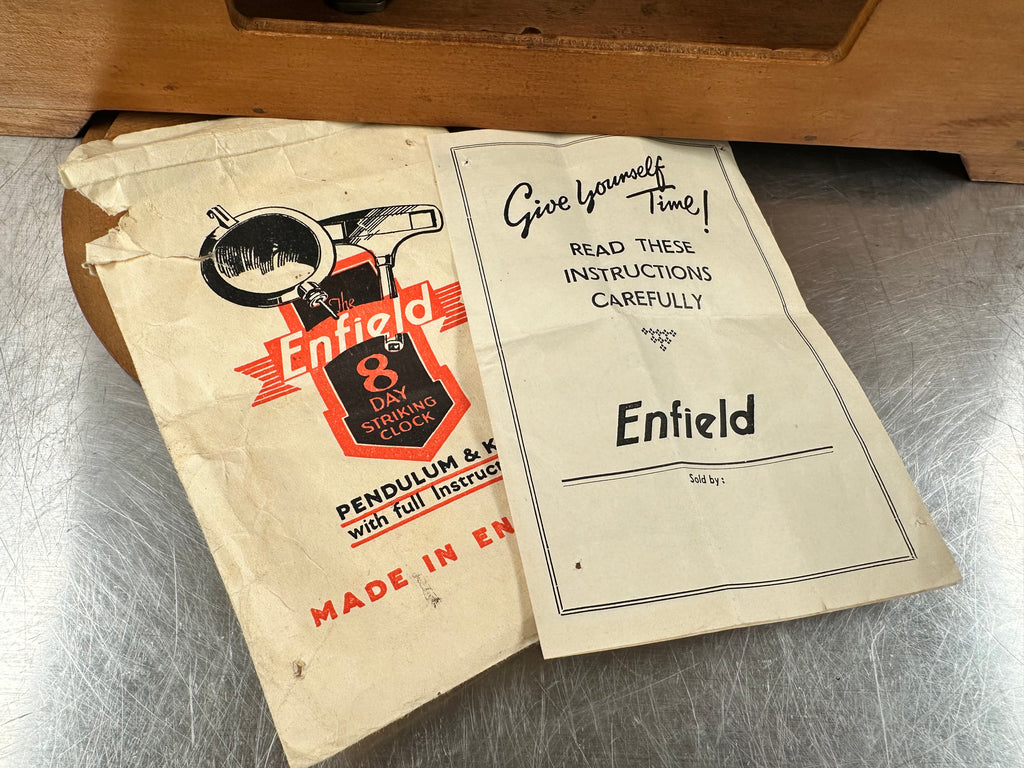 The
Enfield
8
DAY
STRIKING
CLOCK
PENDULUM & K
with full Instruc
MADE IN EN
Give Yourself
Time!
READ THESE
INSTRUCTIONS
CAREFULLY
Enfield
Sold by: